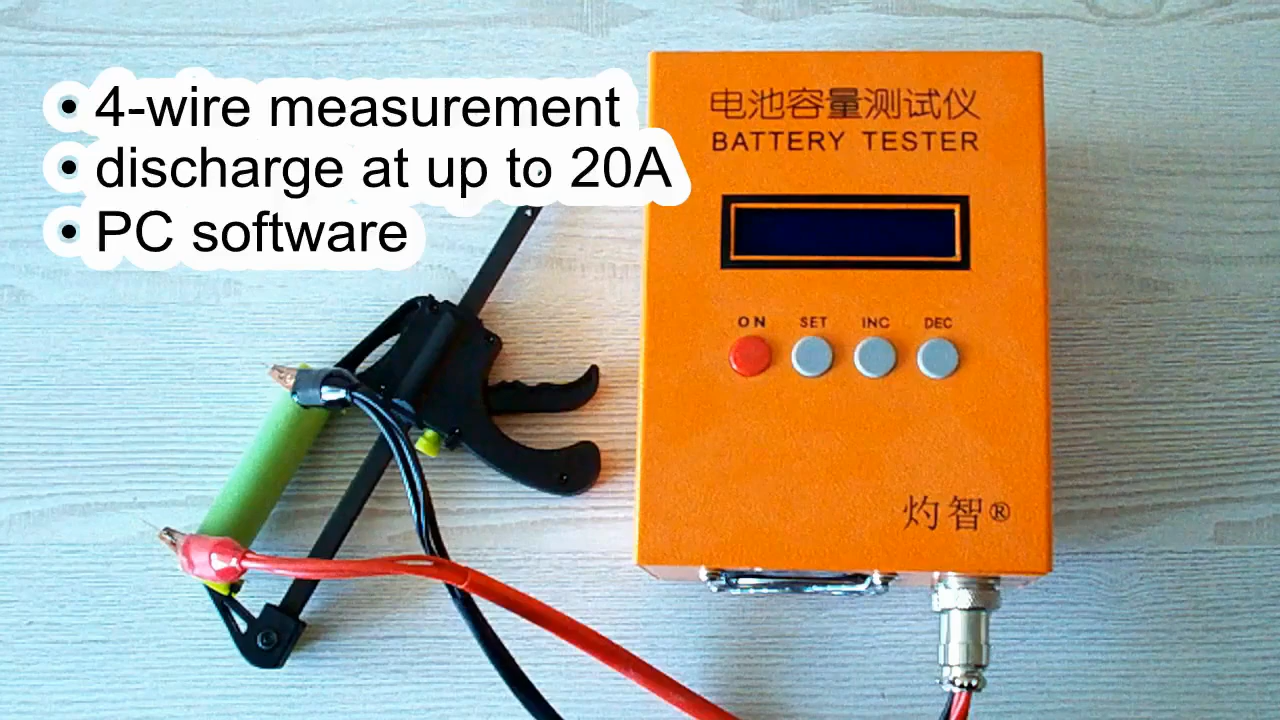 • 4-wire measurement
• discharge at up to 20A
• PC software
电池容量测试仪
BATTERY TESTER
ON SET INC DEC
灼智®